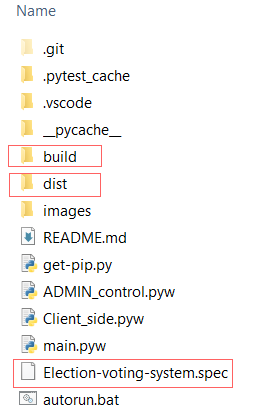 Name
.git
.pytest_cache
.vscode
__pycache__
build
dist
images
README.md
get-pip.py
ADMIN_control.pyw
Client_side.pyw
main.pyw
Election-voting-system.spec
autorun.bat